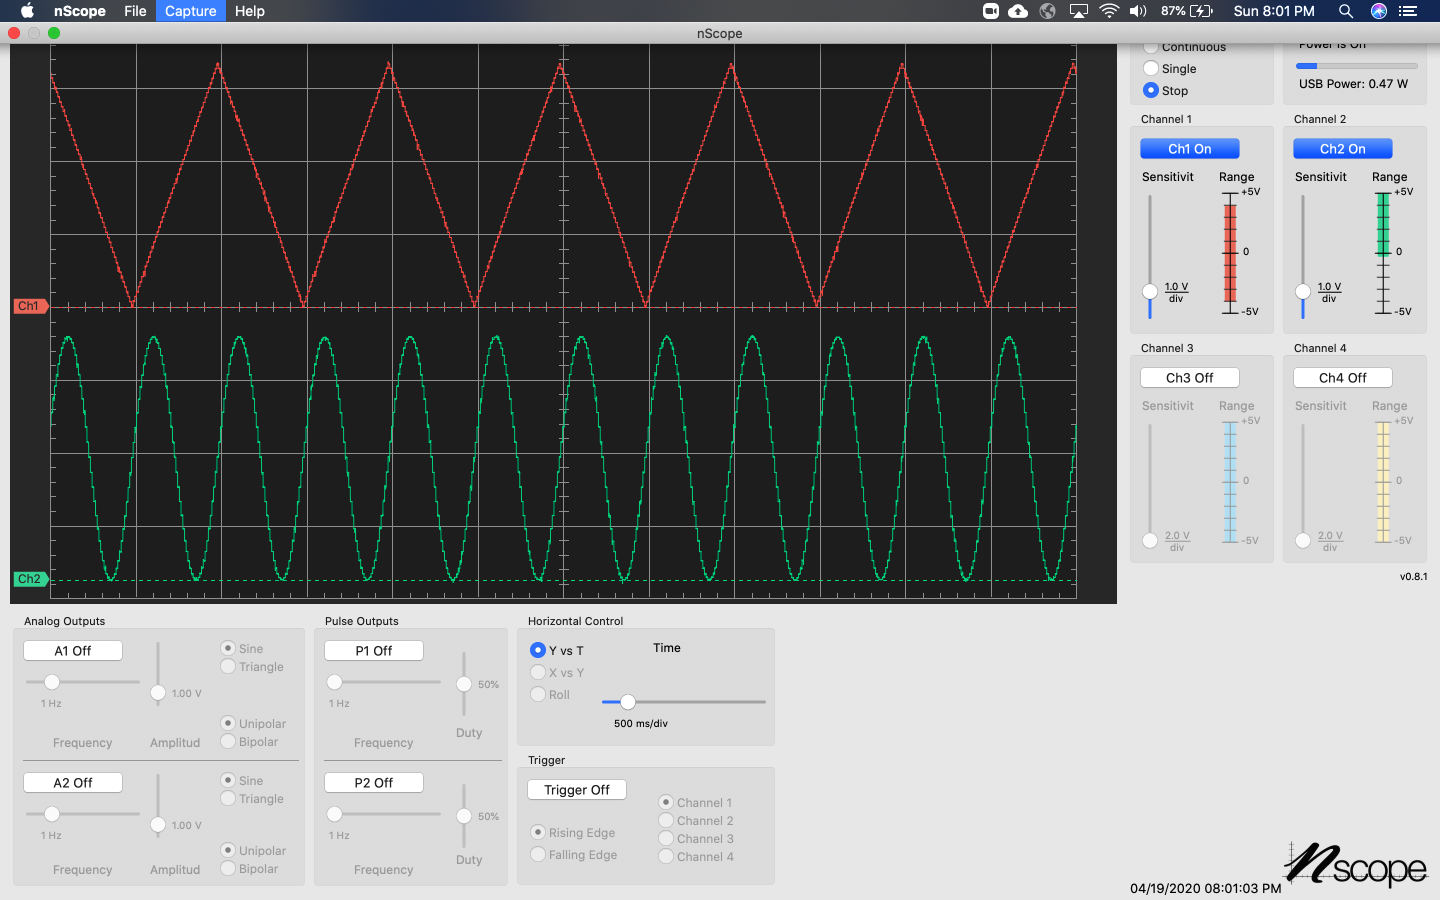 nScope File Capture Help 87% Sun 8:01 PM
nScope
Continuous
Single
Stop
Power is On
USB Power: 0.47 W
Channel 1
Ch1 On
Sensitivit Range
+5V
0
-5V
1.0 V
div
Channel 2
Ch2 On
Sensitivit Range
+5V
0
-5V
1.0 V
div
Channel 3
Ch3 Off
Sensitivit Range
+5V
0
-5V
2.0 V
div
Channel 4
Ch4 Off
Sensitivit Range
+5V
0
-5V
2.0 V
div
v0.8.1
Ch1
Ch2
Analog Outputs
A1 Off
1 Hz
Frequency
1.00 V
Amplitud
Sine
Triangle
Unipolar
Bipolar
A2 Off
1 Hz
Frequency
1.00 V
Amplitud
Sine
Triangle
Unipolar
Bipolar
Pulse Outputs
P1 Off
1 Hz
Frequency
50%
Duty
P2 Off
1 Hz
Frequency
50%
Duty
Horizontal Control
Y vs T
X vs Y
Roll
Time
500 ms/div
Trigger
Trigger Off
Rising Edge
Falling Edge
Channel 1
Channel 2
Channel 3
Channel 4
nscope
04/19/2020 08:01:03 PM